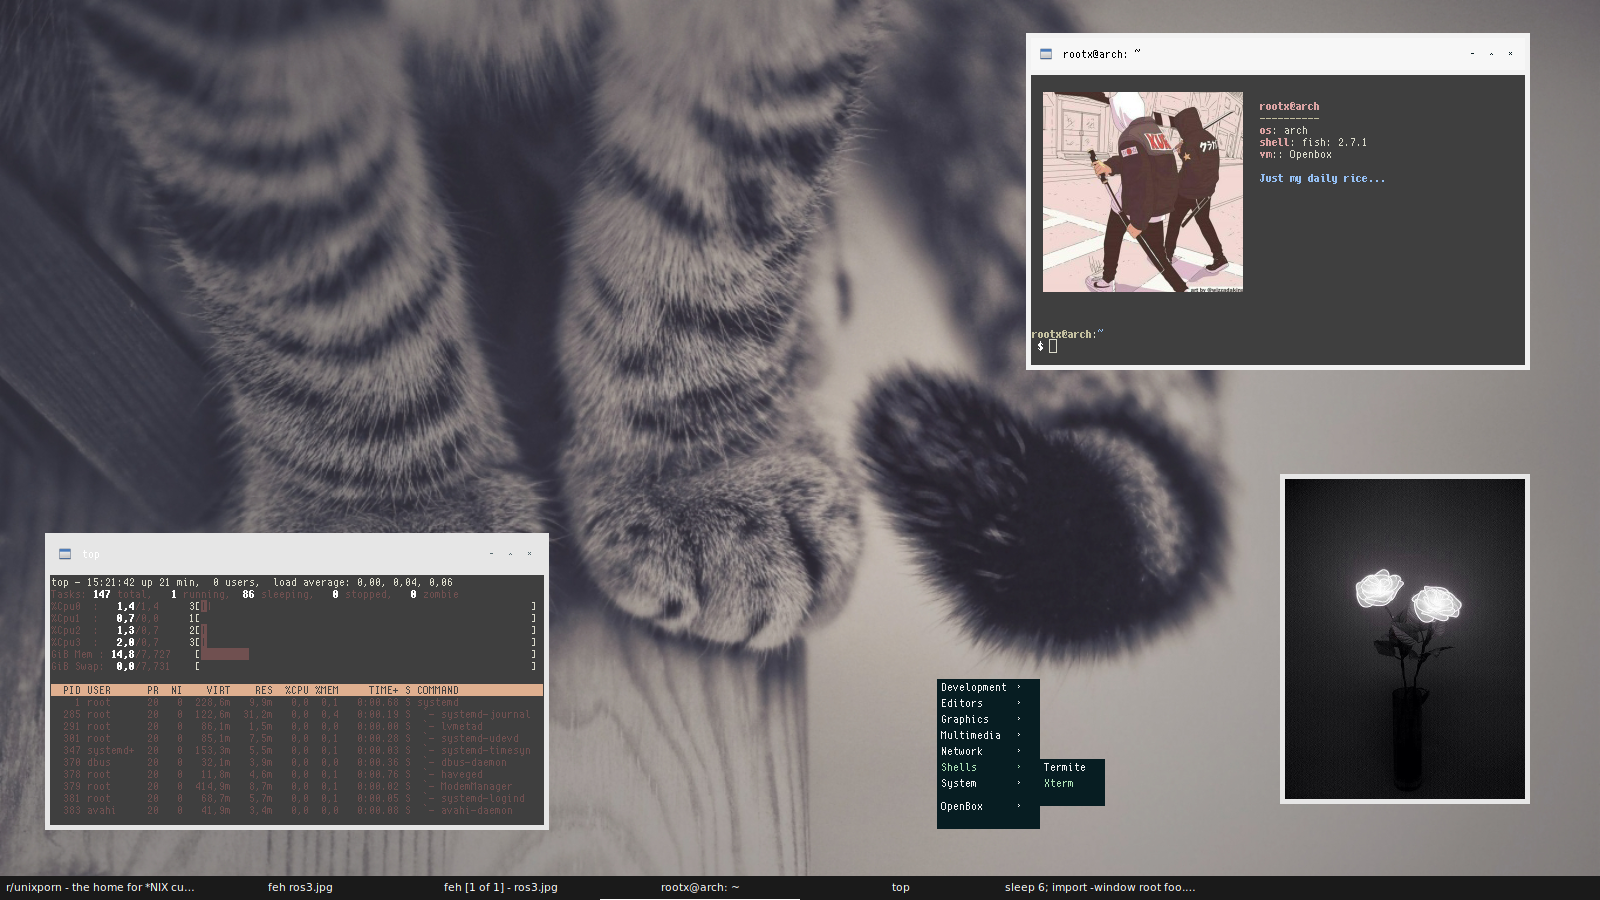 rootx@arch: ~
- ^ ×
KUR
クラバ
art by @wizzadakins
rootx@arch
----------
os: arch
shell: fish: 2.7.1
vm:: Openbox
Just my daily rice...
rootx@arch:~
$
top
- ^ ×
top - 15:21:42 up 21 min, 0 users, load average: 0,00, 0,04, 0,06
Tasks: 147 total, 1 running, 86 sleeping, 0 stopped, 0 zombie
%Cpu0 : 1,4/1,4 3[ ]
%Cpu1 : 0,7/0,0 1[ ]
%Cpu2 : 1,3/0,7 2[ ]
%Cpu3 : 2,0/0,7 3[ ]
GiB Mem : 14,8/7,727 [ ]
GiB Swap: 0,0/7,731 [ ]
PID USER PR NI VIRT RES %CPU %MEM TIME+ S COMMAND
1 root 20 0 228,6m 9,9m 0,0 0,1 0:00.68 S systemd
285 root 20 0 122,6m 31,2m 0,0 0,4 0:00.19 S `- systemd-journal
291 root 20 0 86,1m 1,5m 0,0 0,0 0:00.00 S `- lvmetad
301 root 20 0 85,1m 7,5m 0,0 0,1 0:00.28 S `- systemd-udevd
347 systemd+ 20 0 153,3m 5,5m 0,0 0,1 0:00.03 S `- systemd-timesyn
370 dbus 20 0 32,1m 3,9m 0,0 0,0 0:00.36 S `- dbus-daemon
378 root 20 0 11,8m 4,6m 0,0 0,1 0:00.76 S `- haveged
379 root 20 0 414,9m 8,7m 0,0 0,1 0:00.02 S `- ModemManager
381 root 20 0 68,7m 5,7m 0,0 0,1 0:00.05 S `- systemd-logind
383 avahi 20 0 41,9m 3,4m 0,0 0,0 0:00.08 S `- avahi-daemon
Development ›
Editors ›
Graphics ›
Multimedia ›
Network ›
Shells ›
System ›
OpenBox ›
Termite
Xterm
r/unixporn - the home for *NIX cu...
feh ros3.jpg
feh [1 of 1] - ros3.jpg
rootx@arch: ~
top
sleep 6; import -window root foo....